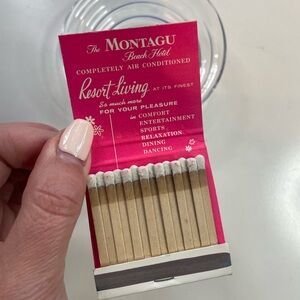 The MONTAGU
Beach Hotel
COMPLETELY AIR CONDITIONED
Resort Living AT ITS FINEST
So much more
FOR YOUR PLEASURE
in COMFORT
ENTERTAINMENT
SPORTS
RELAXATION
DINING
DANCING